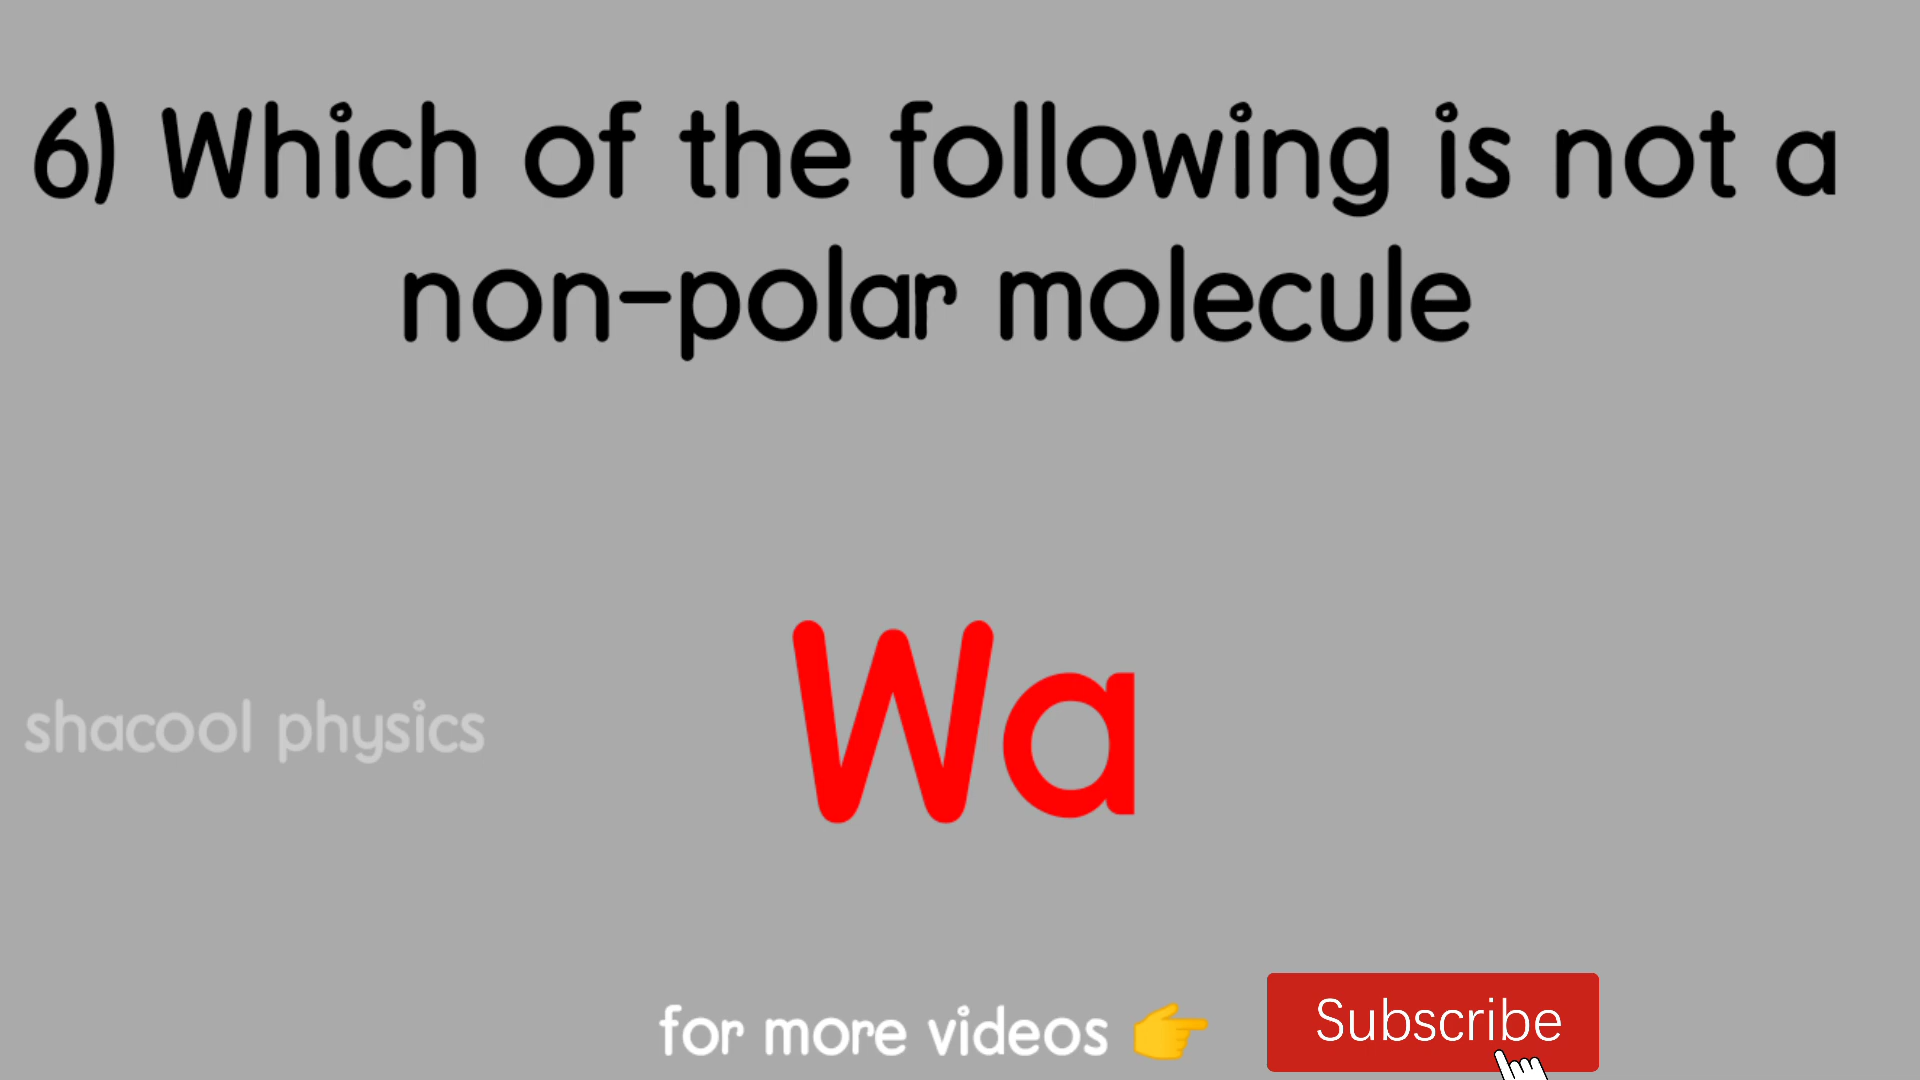 6) Which of the following is not a
non-polar molecule
Wa
shacool physics
for more videos 👉
Subscribe